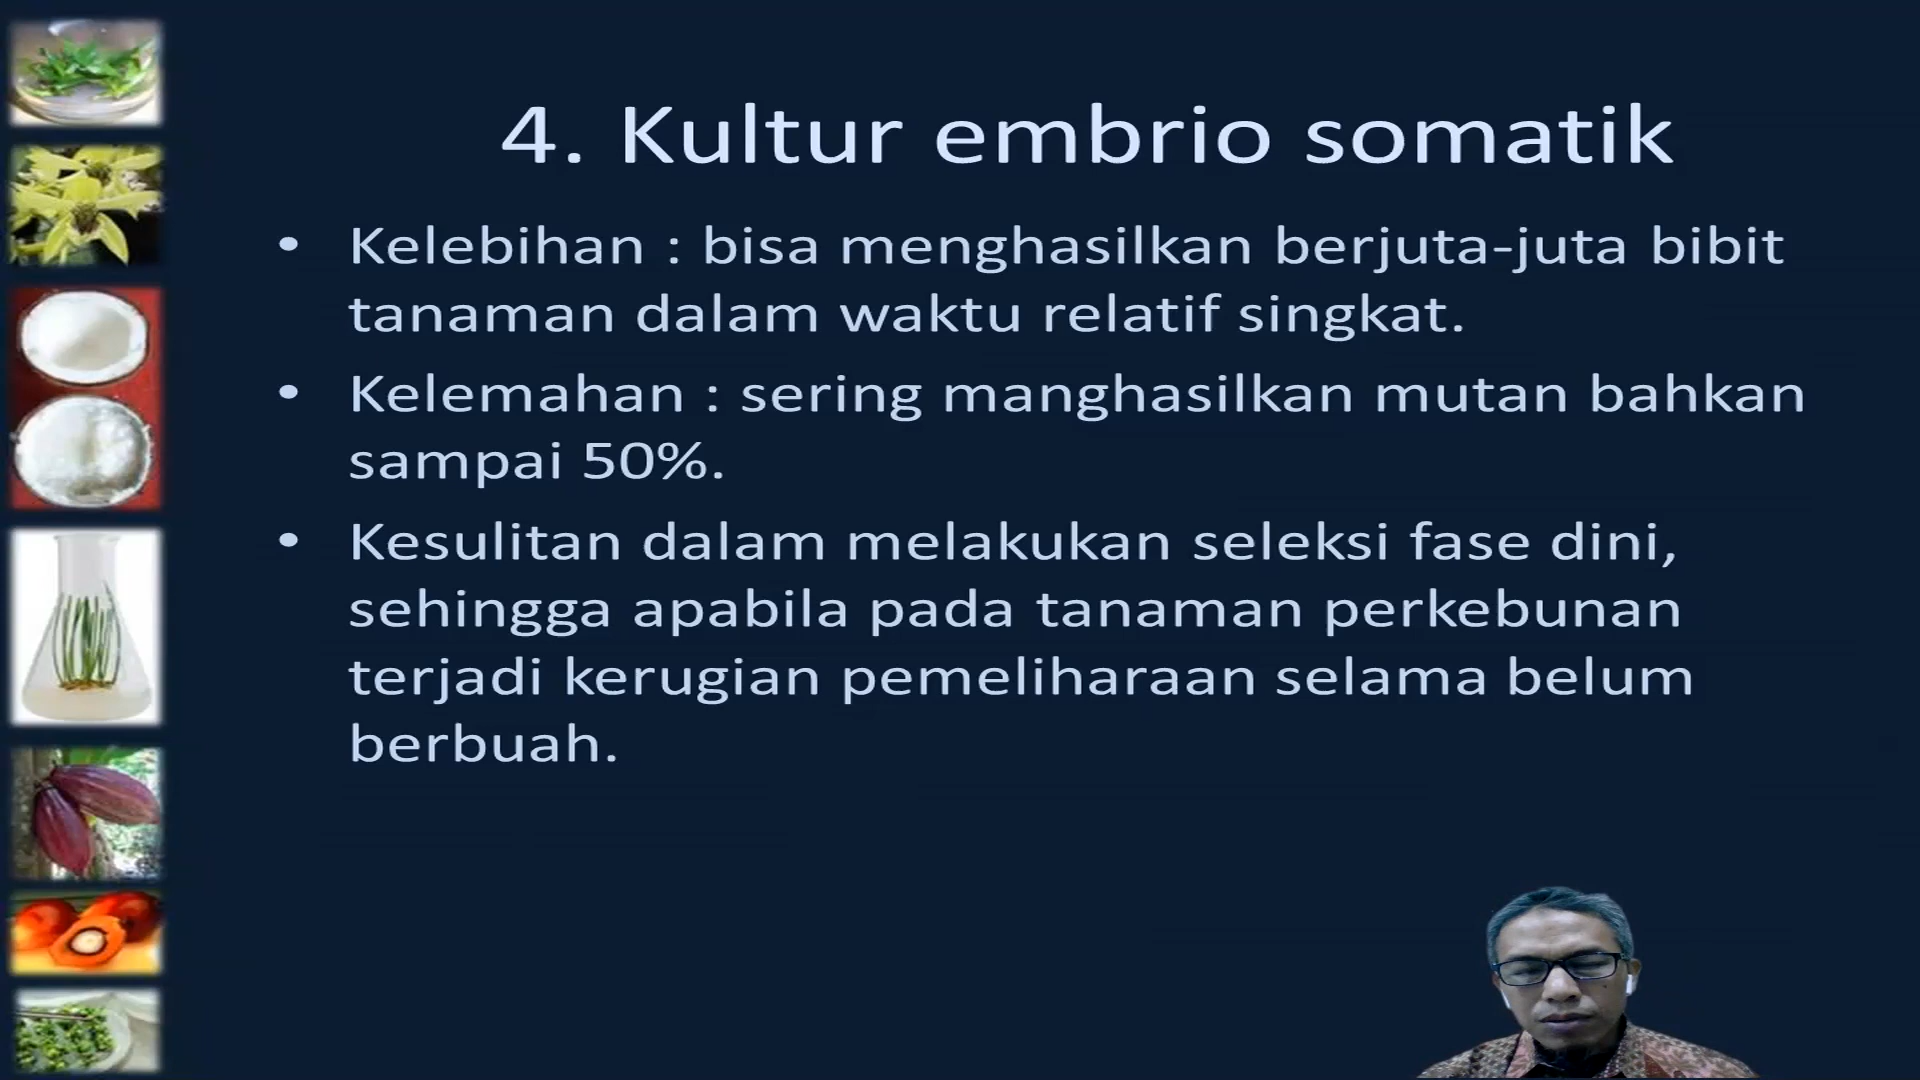 4. Kultur embrio somatik
• Kelebihan : bisa menghasilkan berjuta-juta bibit
tanaman dalam waktu relatif singkat.
• Kelemahan : sering manghasilkan mutan bahkan
sampai 50%.
• Kesulitan dalam melakukan seleksi fase dini,
sehingga apabila pada tanaman perkebunan
terjadi kerugian pemeliharaan selama belum
berbuah.